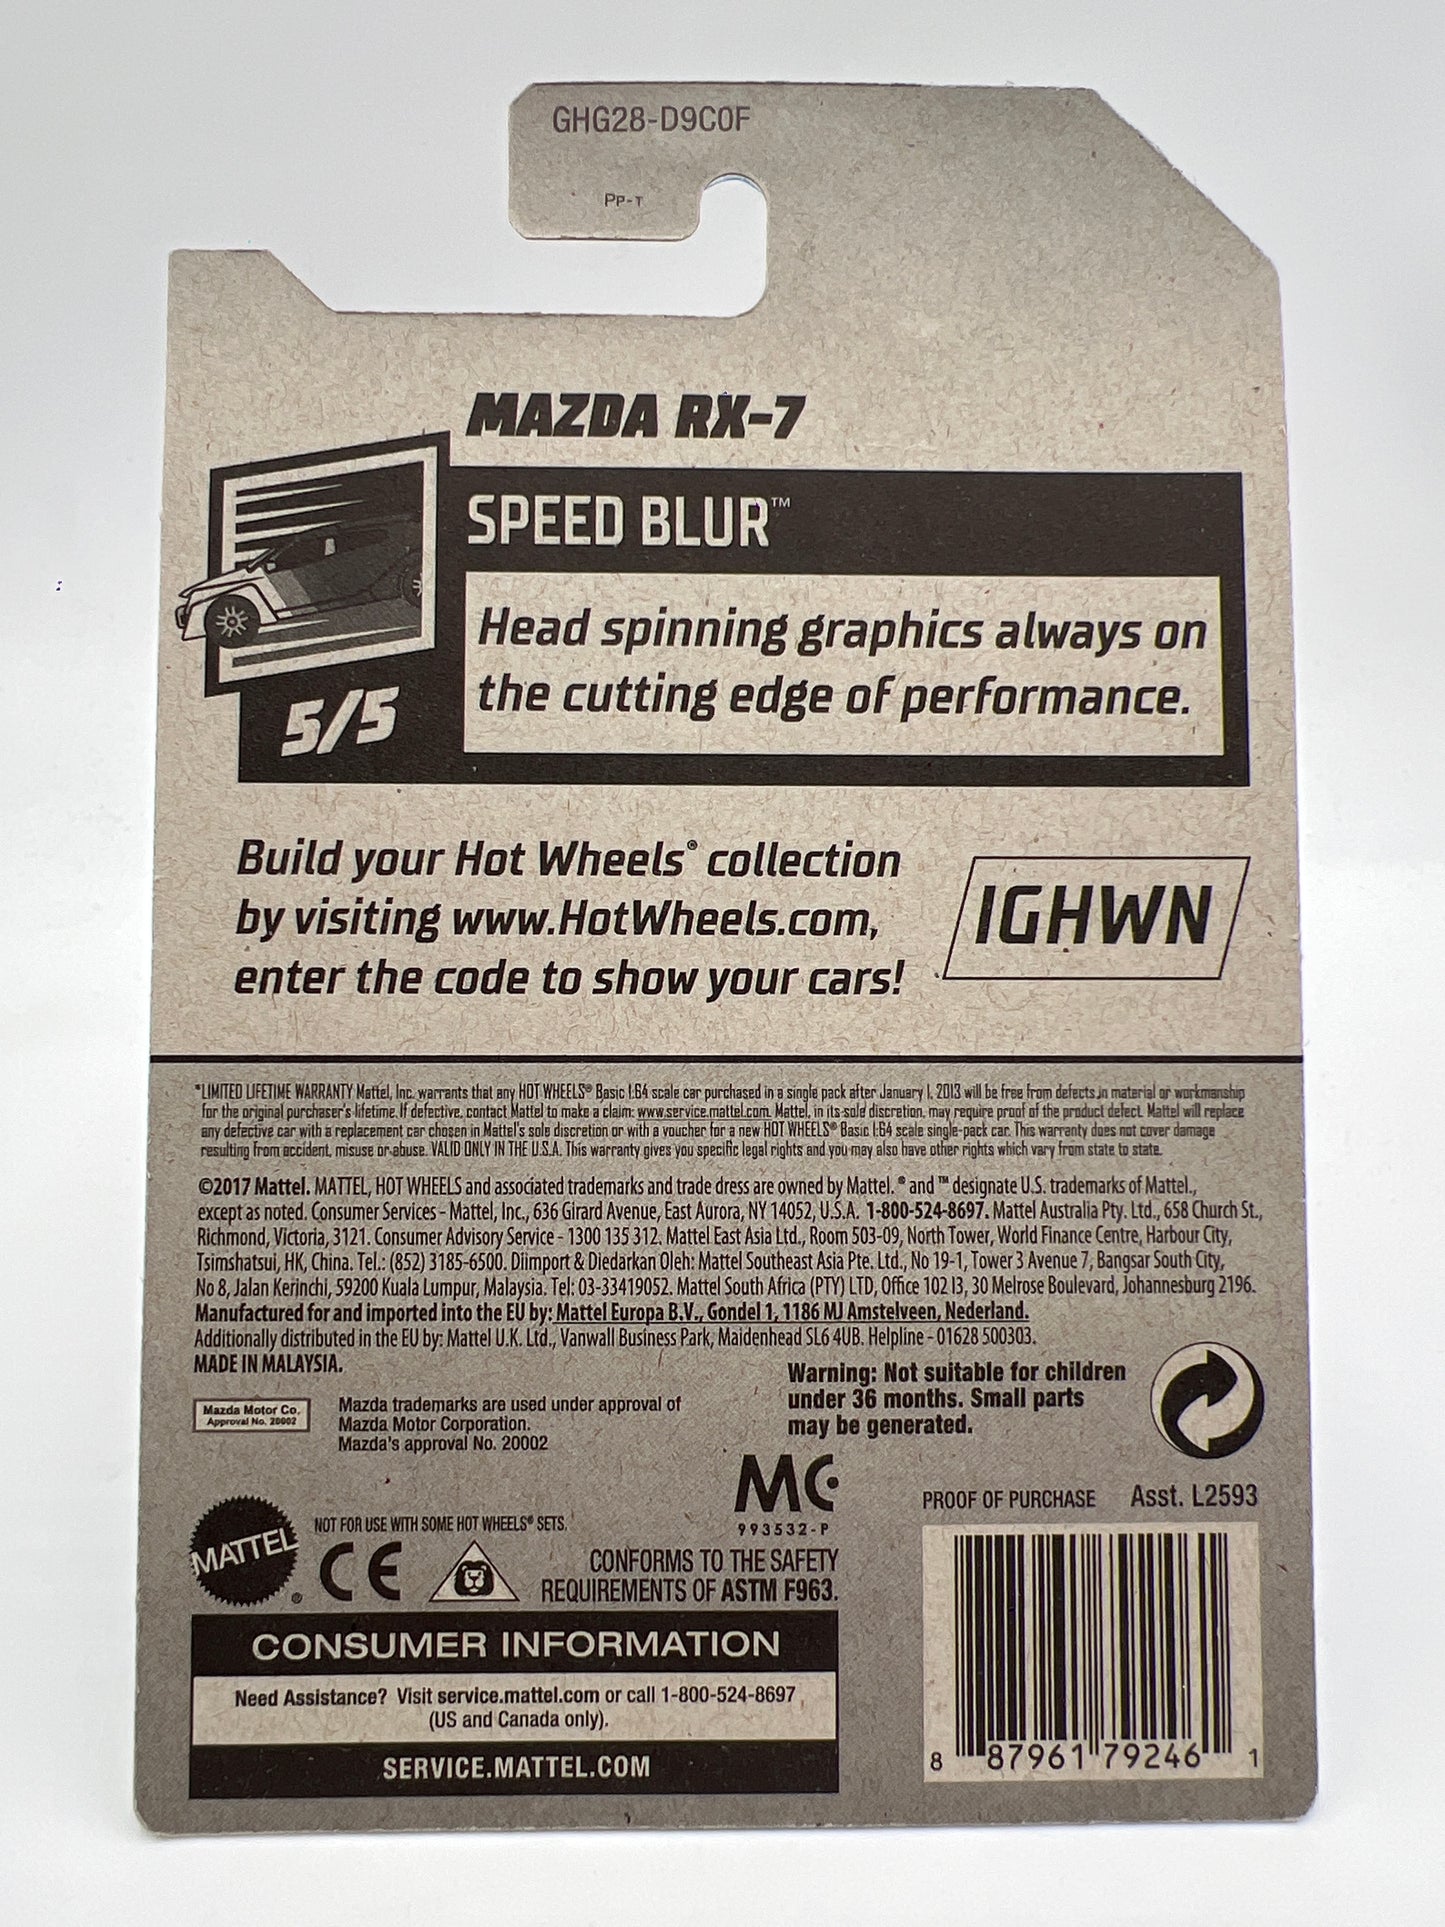 GHG28-D9C0F
PP-T
MAZDA RX-7
SPEED BLUR™
Head spinning graphics always on
the cutting edge of performance.
5/5
Build your Hot Wheels® collection
by visiting www.HotWheels.com,
enter the code to show your cars!
IGHWN
*LIMITED LIFETIME WARRANTY Mattel, Inc. warrants that any HOT WHEELS® Basic 1:64 scale car purchased in a single pack after January 1, 2013 will be free from defects in material or workmanship
for the original purchaser's lifetime. If defective, contact Mattel to make a claim: www.service.mattel.com. Mattel, in its sole discretion, may require proof of the product defect. Mattel will replace
any defective car with a replacement car chosen in Mattel's sole discretion or with a voucher for a new HOT WHEELS® Basic 1:64 scale single-pack car. This warranty does not cover damage
resulting from accident, misuse or abuse. VALID ONLY IN THE U.S.A. This warranty gives you specific legal rights and you may also have other rights which vary from state to state.
©2017 Mattel. MATTEL, HOT WHEELS and associated trademarks and trade dress are owned by Mattel. ® and ™ designate U.S. trademarks of Mattel.,
except as noted. Consumer Services - Mattel, Inc., 636 Girard Avenue, East Aurora, NY 14052, U.S.A. 1-800-524-8697. Mattel Australia Pty. Ltd., 658 Church St.,
Richmond, Victoria, 3121. Consumer Advisory Service - 1300 135 312. Mattel East Asia Ltd., Room 503-09, North Tower, World Finance Centre, Harbour City,
Tsimshatsui, HK, China. Tel.: (852) 3185-6500. Diimport & Diedarkan Oleh: Mattel Southeast Asia Pte. Ltd., No 19-1, Tower 3 Avenue 7, Bangsar South City,
No 8, Jalan Kerinchi, 59200 Kuala Lumpur, Malaysia. Tel: 03-33419052. Mattel South Africa (PTY) LTD, Office 102 I3, 30 Melrose Boulevard, Johannesburg 2196.
Manufactured for and imported into the EU by: Mattel Europa B.V., Gondel 1, 1186 MJ Amstelveen, Nederland.
Additionally distributed in the EU by: Mattel U.K. Ltd., Vanwall Business Park, Maidenhead SL6 4UB. Helpline - 01628 500303.
MADE IN MALAYSIA.
Warning: Not suitable for children
under 36 months. Small parts
may be generated.
Mazda Motor Co.
Approval No. 20002
Mazda trademarks are used under approval of
Mazda Motor Corporation.
Mazda's approval No. 20002
MC
993532-P
PROOF OF PURCHASE Asst. L2593
MATTEL®
NOT FOR USE WITH SOME HOT WHEELS® SETS.
CE
CONFORMS TO THE SAFETY
REQUIREMENTS OF ASTM F963.
CONSUMER INFORMATION
Need Assistance? Visit service.mattel.com or call 1-800-524-8697
(US and Canada only).
SERVICE.MATTEL.COM
8 87961 79246 1